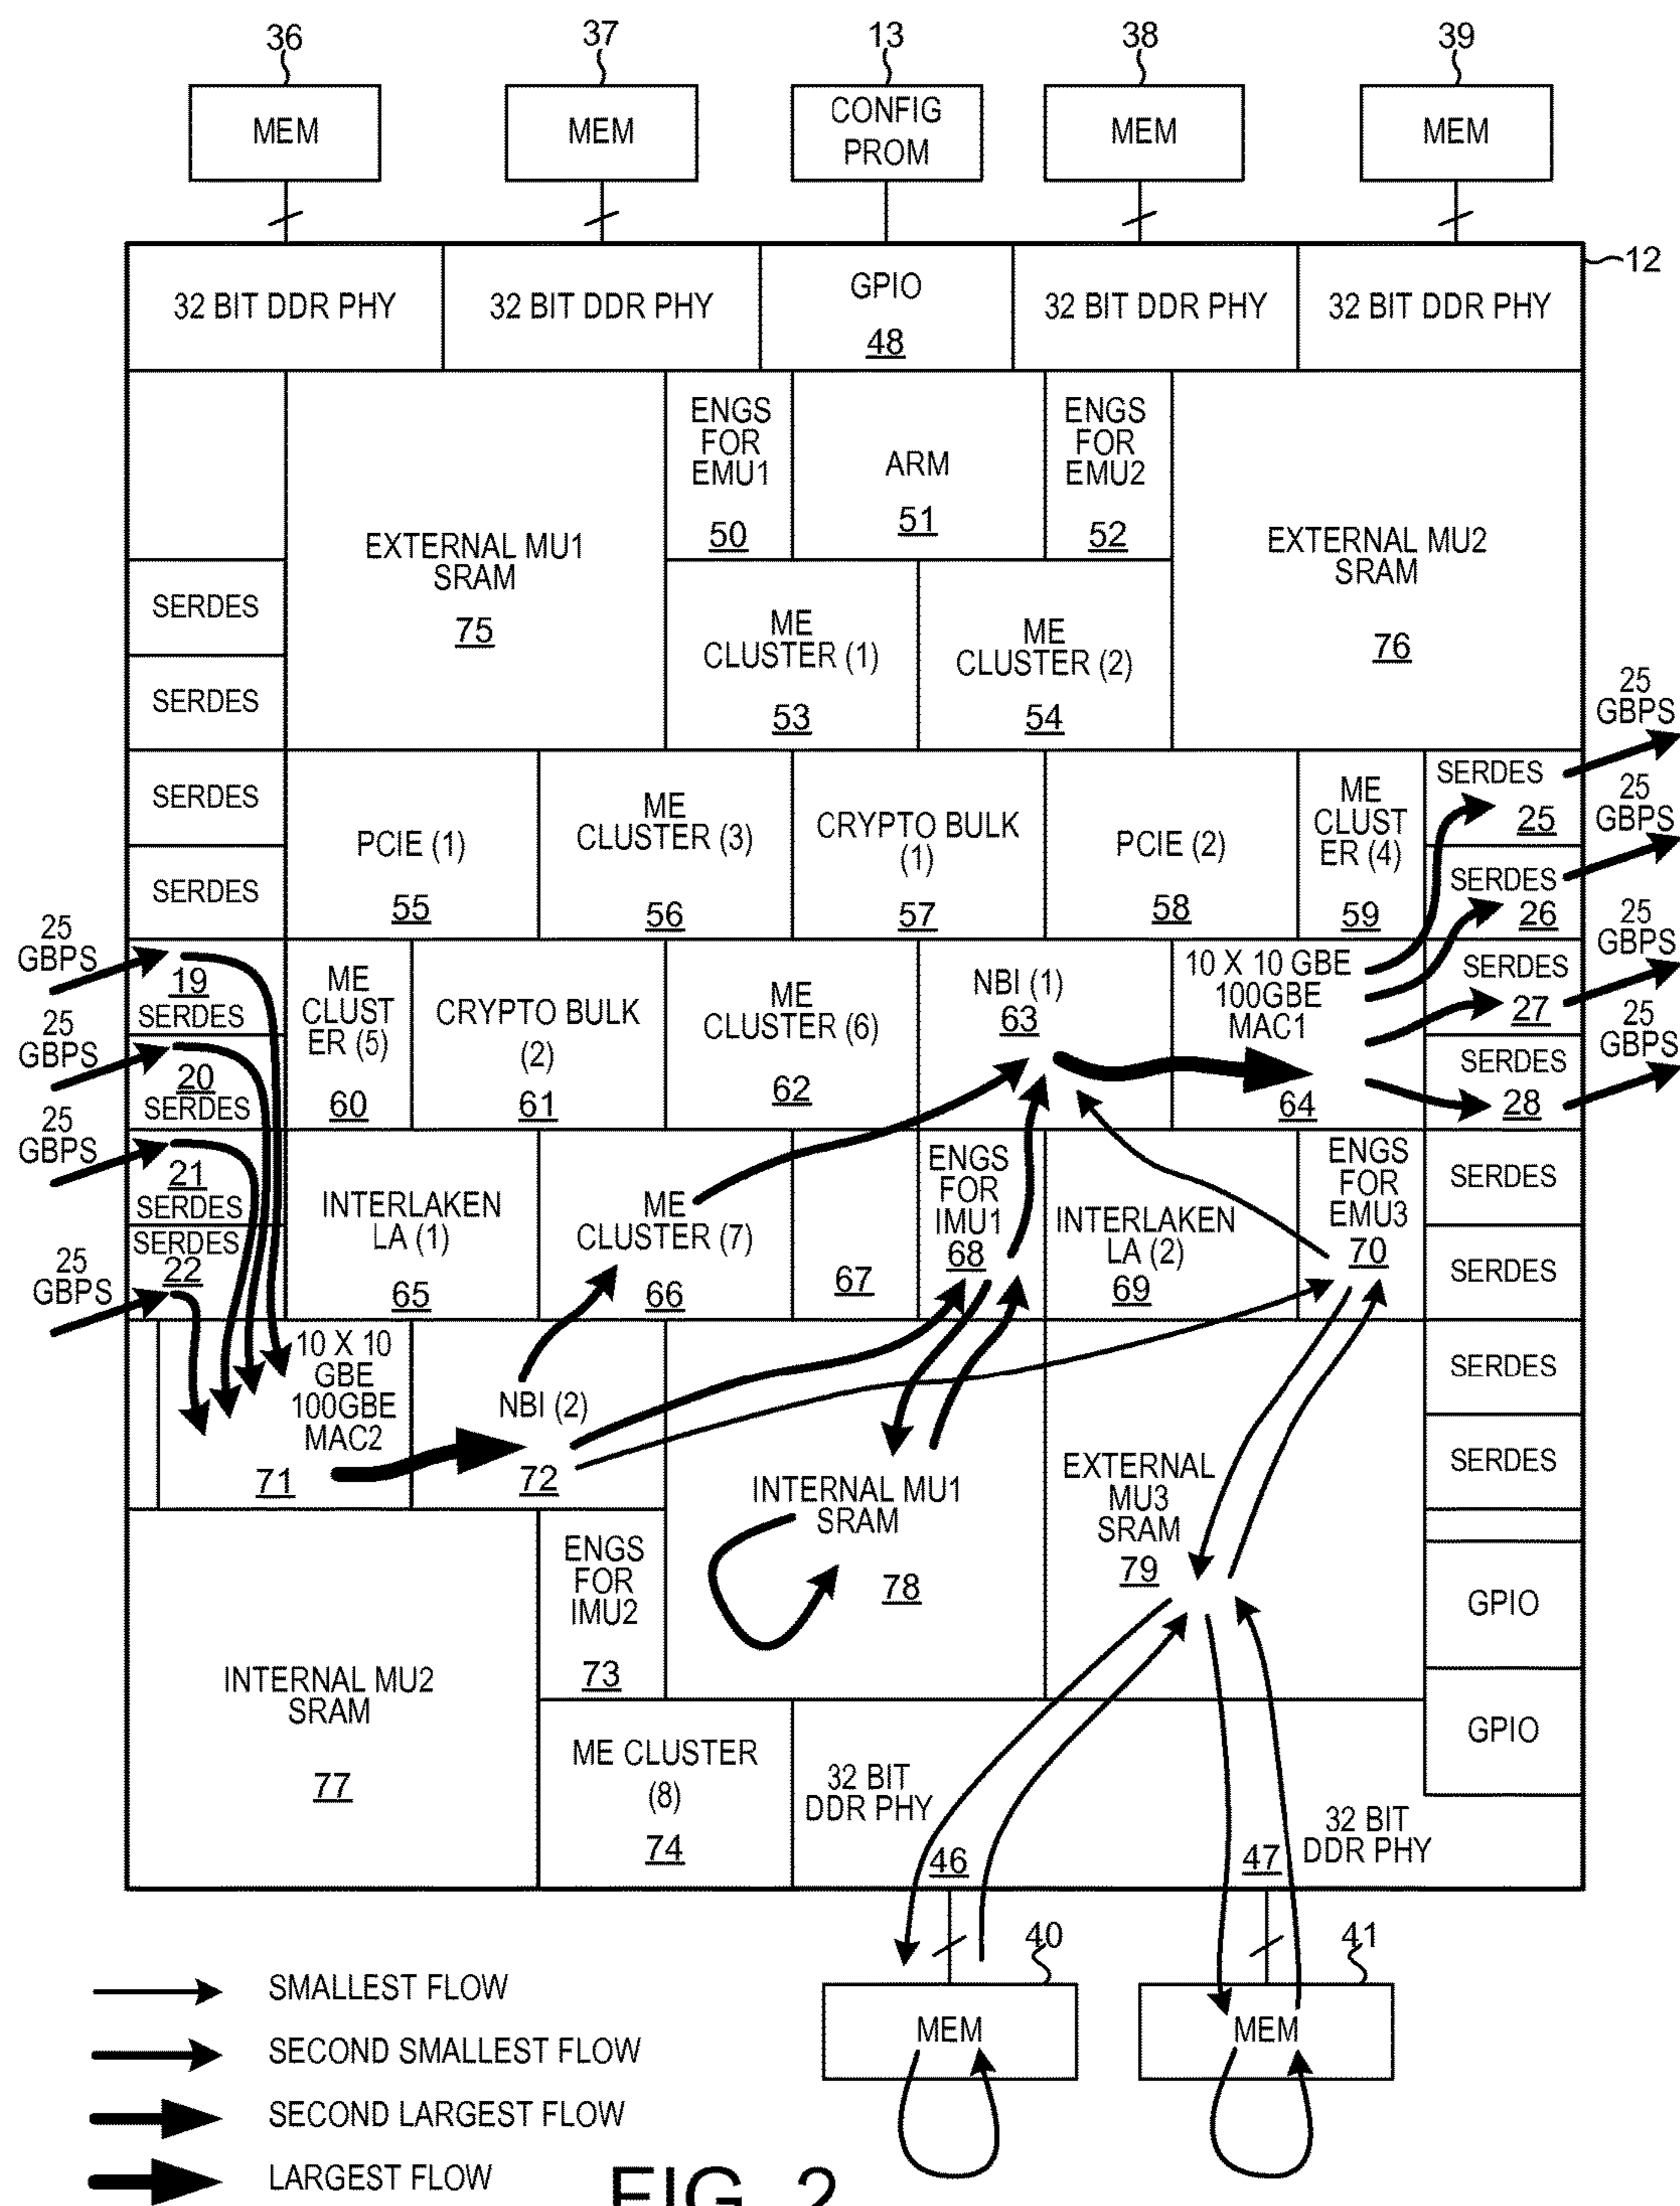 36
37
13
38
39
MEM
MEM
CONFIG
PROM
MEM
MEM
12
32 BIT DDR PHY
32 BIT DDR PHY
GPIO
48
32 BIT DDR PHY
32 BIT DDR PHY
EXTERNAL MU1
SRAM
75
ENGS
FOR
EMU1
50
ARM
51
ENGS
FOR
EMU2
52
EXTERNAL MU2
SRAM
76
SERDES
SERDES
ME
CLUSTER (1)
53
ME
CLUSTER (2)
54
25
GBPS
25
GBPS
25
GBPS
25
GBPS
SERDES
SERDES
PCIE (1)
55
ME
CLUSTER (3)
56
CRYPTO BULK
(1)
57
PCIE (2)
58
ME
CLUST
ER (4)
59
SERDES
25
SERDES
26
25
GBPS
25
GBPS
25
GBPS
25
GBPS
19
SERDES
20
SERDES
ME
CLUST
ER (5)
60
CRYPTO BULK
(2)
61
ME
CLUSTER (6)
62
NBI (1)
63
10 X 10 GBE
100GBE
MAC1
64
SERDES
27
SERDES
28
21
SERDES
SERDES
22
INTERLAKEN
LA (1)
65
ME
CLUSTER (7)
66
67
ENGS
FOR
IMU1
68
INTERLAKEN
LA (2)
69
ENGS
FOR
EMU3
70
SERDES
SERDES
10 X 10
GBE
100GBE
MAC2
71
NBI (2)
72
INTERNAL MU1
SRAM
78
EXTERNAL
MU3
SRAM
79
SERDES
SERDES
INTERNAL MU2
SRAM
77
ENGS
FOR
IMU2
73
GPIO
GPIO
ME CLUSTER
(8)
74
32 BIT
DDR PHY
46
47
32 BIT
DDR PHY
40
41
MEM
MEM
SMALLEST FLOW
SECOND SMALLEST FLOW
SECOND LARGEST FLOW
LARGEST FLOW
FIG. 2